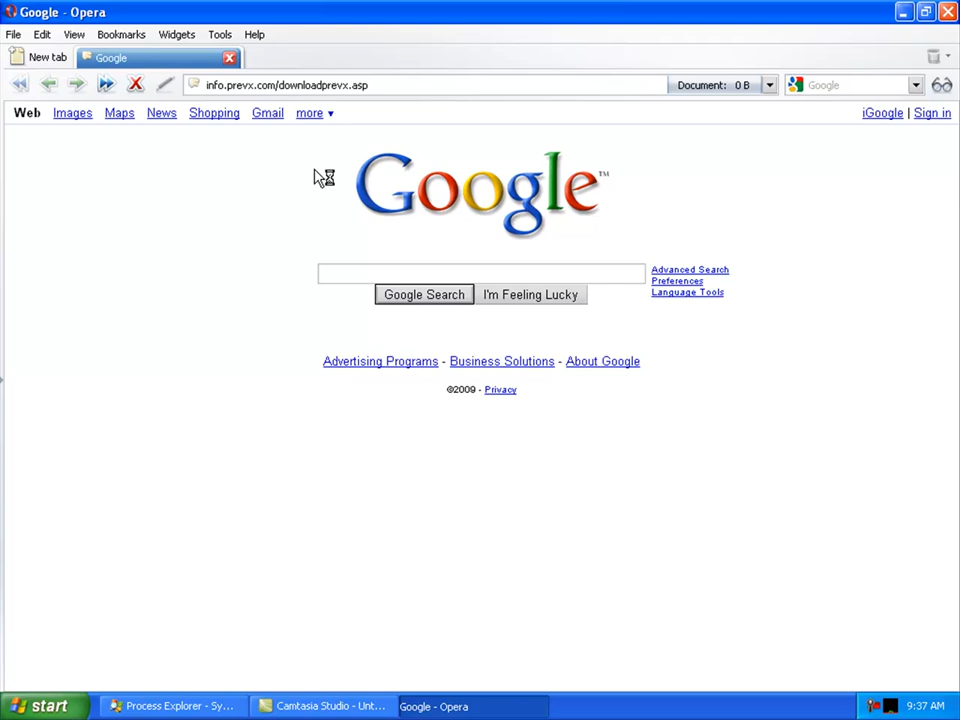 Google - Opera
File Edit View Bookmarks Widgets Tools Help
New tab Google
info.prevx.com/downloadprevx.asp Document: 0 B Google
Web Images Maps News Shopping Gmail more ▼ iGoogle | Sign in
Google™
Advanced Search
Preferences
Language Tools
Google Search I'm Feeling Lucky
Advertising Programs - Business Solutions - About Google
©2009 - Privacy
start Process Explorer - Sy... Camtasia Studio - Unt... Google - Opera 9:37 AM